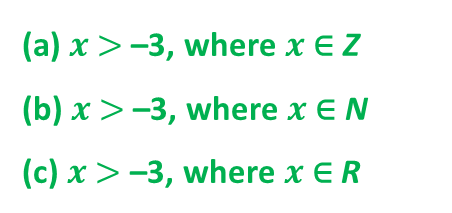 (a) x > –3, where x ∈ Z
(b) x > –3, where x ∈ N
(c) x > –3, where x ∈ R